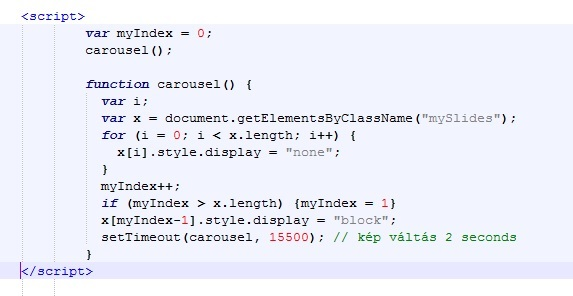 <script>
var myIndex = 0;
carousel();
function carousel() {
var i;
var x = document.getElementsByClassName("mySlides");
for (i = 0; i < x.length; i++) {
x[i].style.display = "none";
}
myIndex++;
if (myIndex > x.length) {myIndex = 1}
x[myIndex-1].style.display = "block";
setTimeout(carousel, 15500); // kép váltás 2 seconds
}
</script>